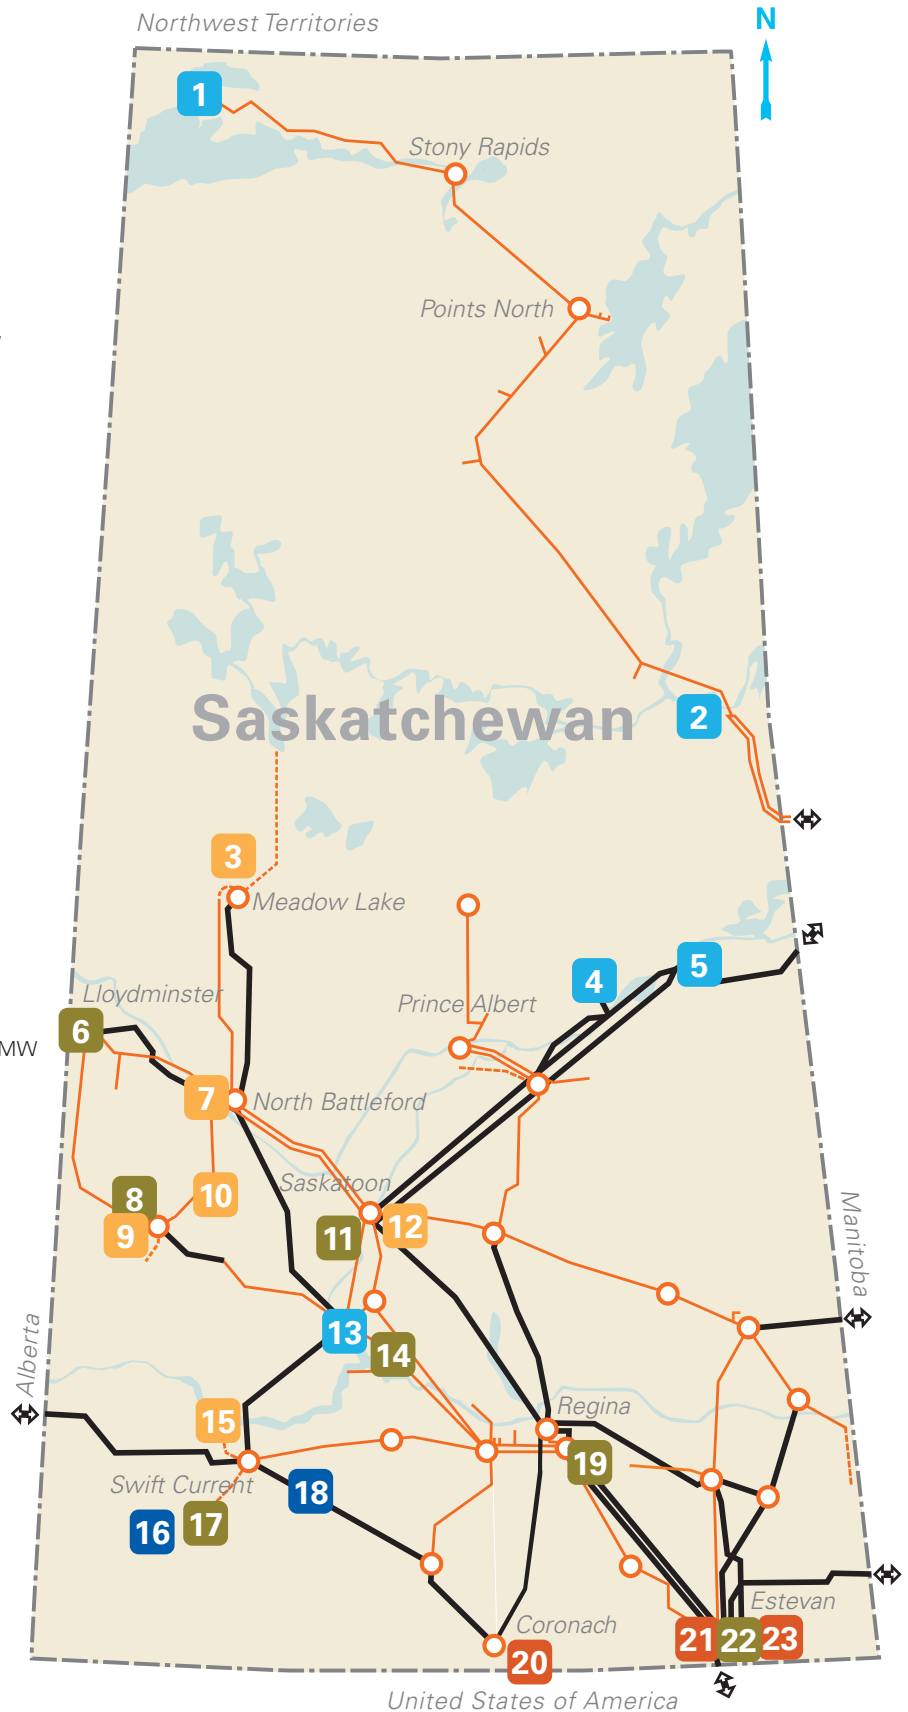 Northwest Territories
N
1
Stony Rapids
Points North
Saskatchewan
2
3
Meadow Lake
5
4
Lloydminster
Prince Albert
6
MW
7
North Battleford
Saskatoon
10
8
9
12
11
Manitoba
13
14
Alberta
Regina
15
19
Swift Current
18
17
16
Estevan
Coronach
21
22
23
20
United States of America